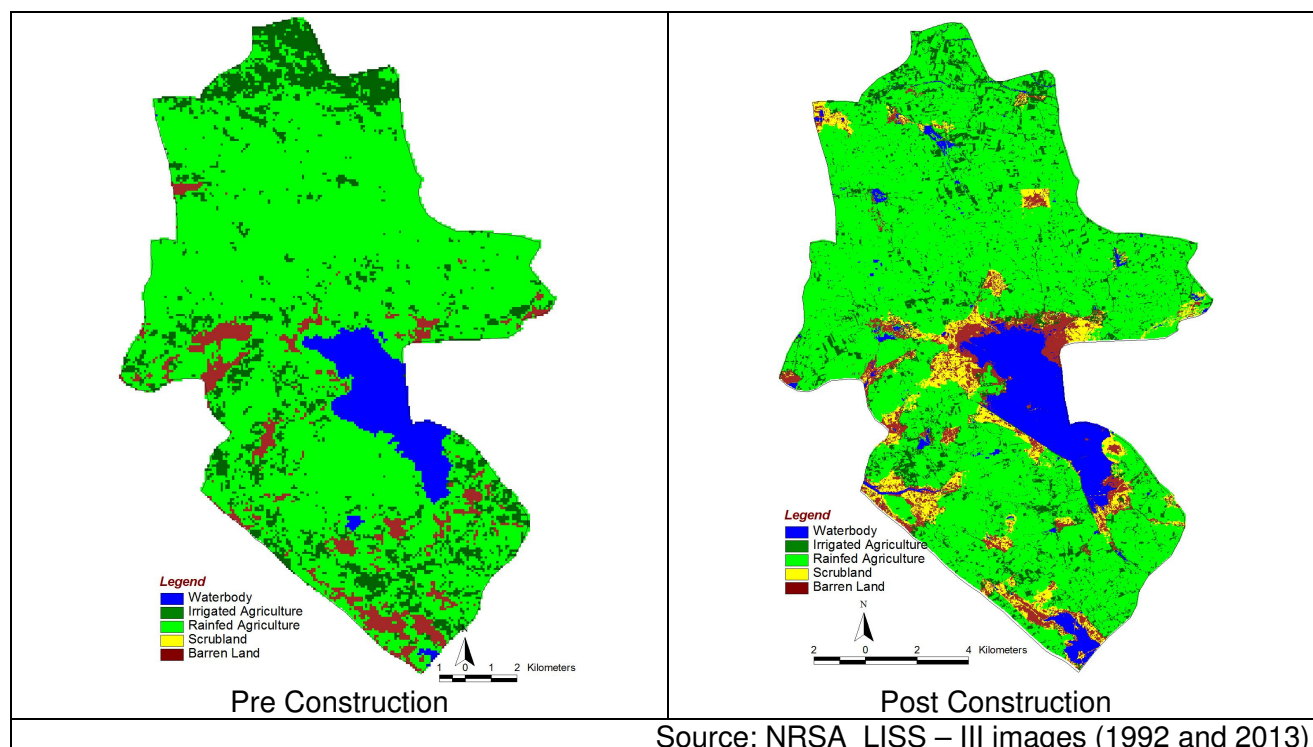 Legend
Waterbody
Irrigated Agriculture
Rainfed Agriculture
Scrubland
Barren Land
N
1 0 1 2 Kilometers
Pre Construction
Legend
Waterbody
Irrigated Agriculture
Rainfed Agriculture
Scrubland
Barren Land
N
2 0 2 4 Kilometers
Post Construction
Source: NRSA LISS – III images (1992 and 2013)